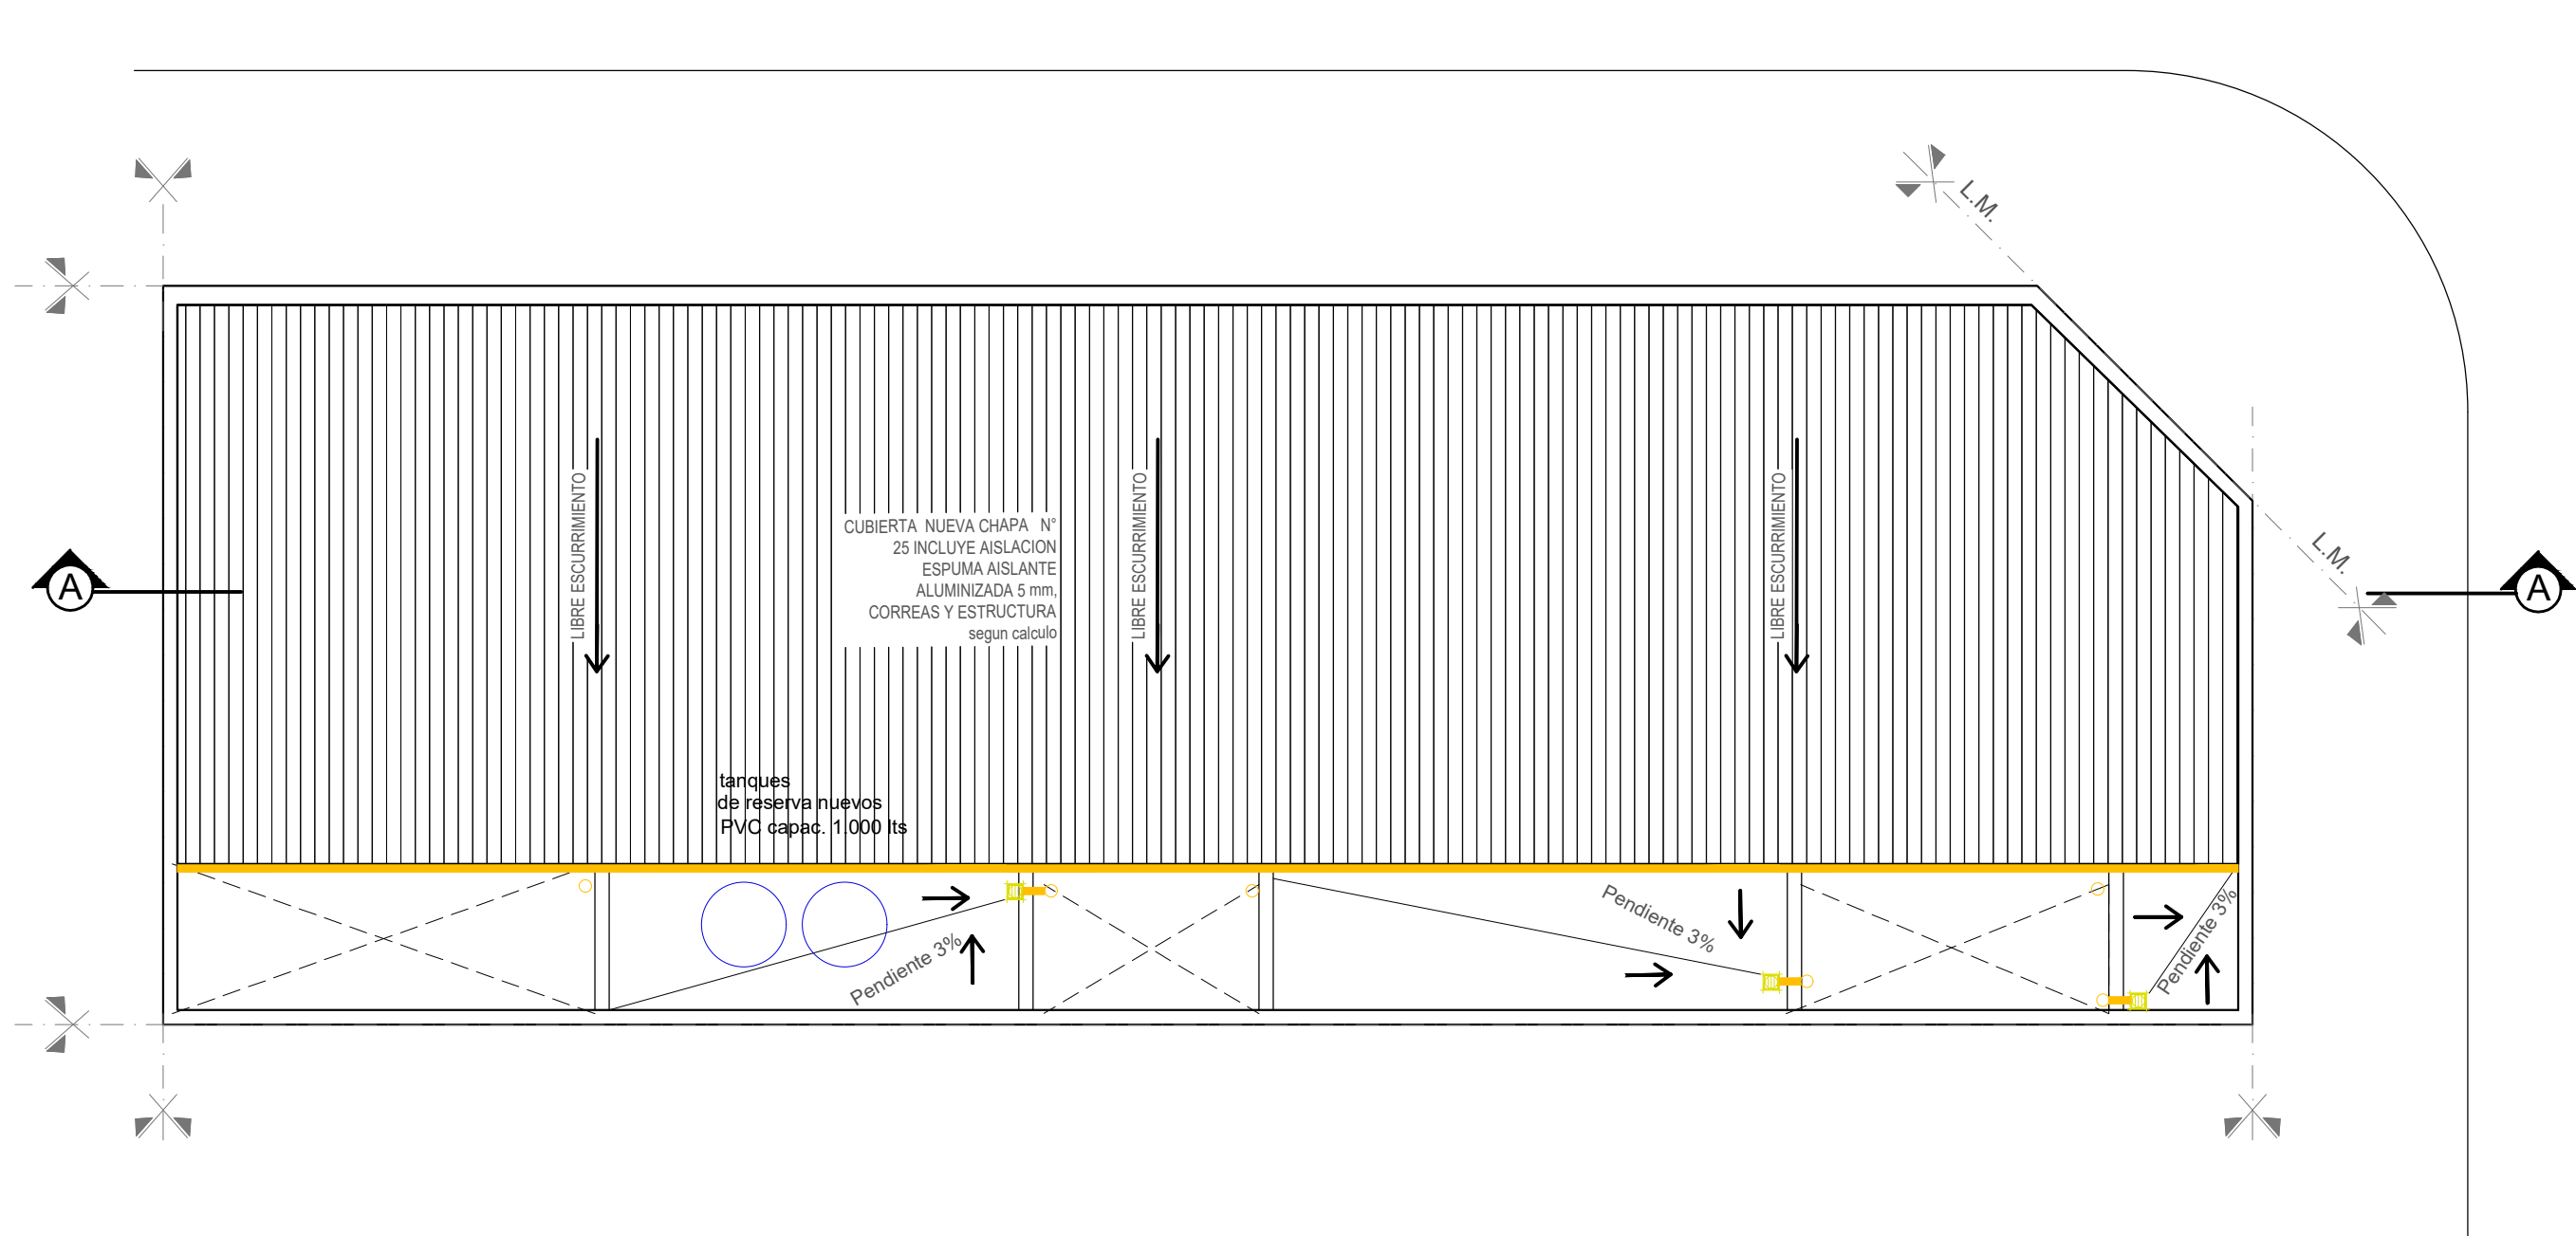 L.M.
L.M.
A
A
LIBRE ESCURRIMIENTO
CUBIERTA NUEVA CHAPA N°
25 INCLUYE AISLACION
ESPUMA AISLANTE
ALUMINIZADA 5 mm,
CORREAS Y ESTRUCTURA
segun calculo
LIBRE ESCURRIMIENTO
LIBRE ESCURRIMIENTO
tanques
de reserva nuevos
PVC capac. 1.000 lts
Pendiente 3%
Pendiente 3%
Pendiente 3%